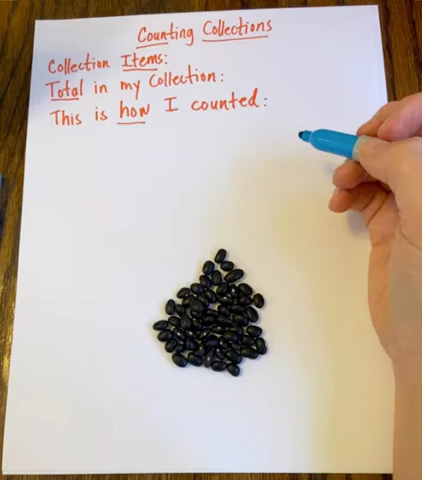 Counting Collections
Collection Items:
Total in my Collection:
This is how I counted: